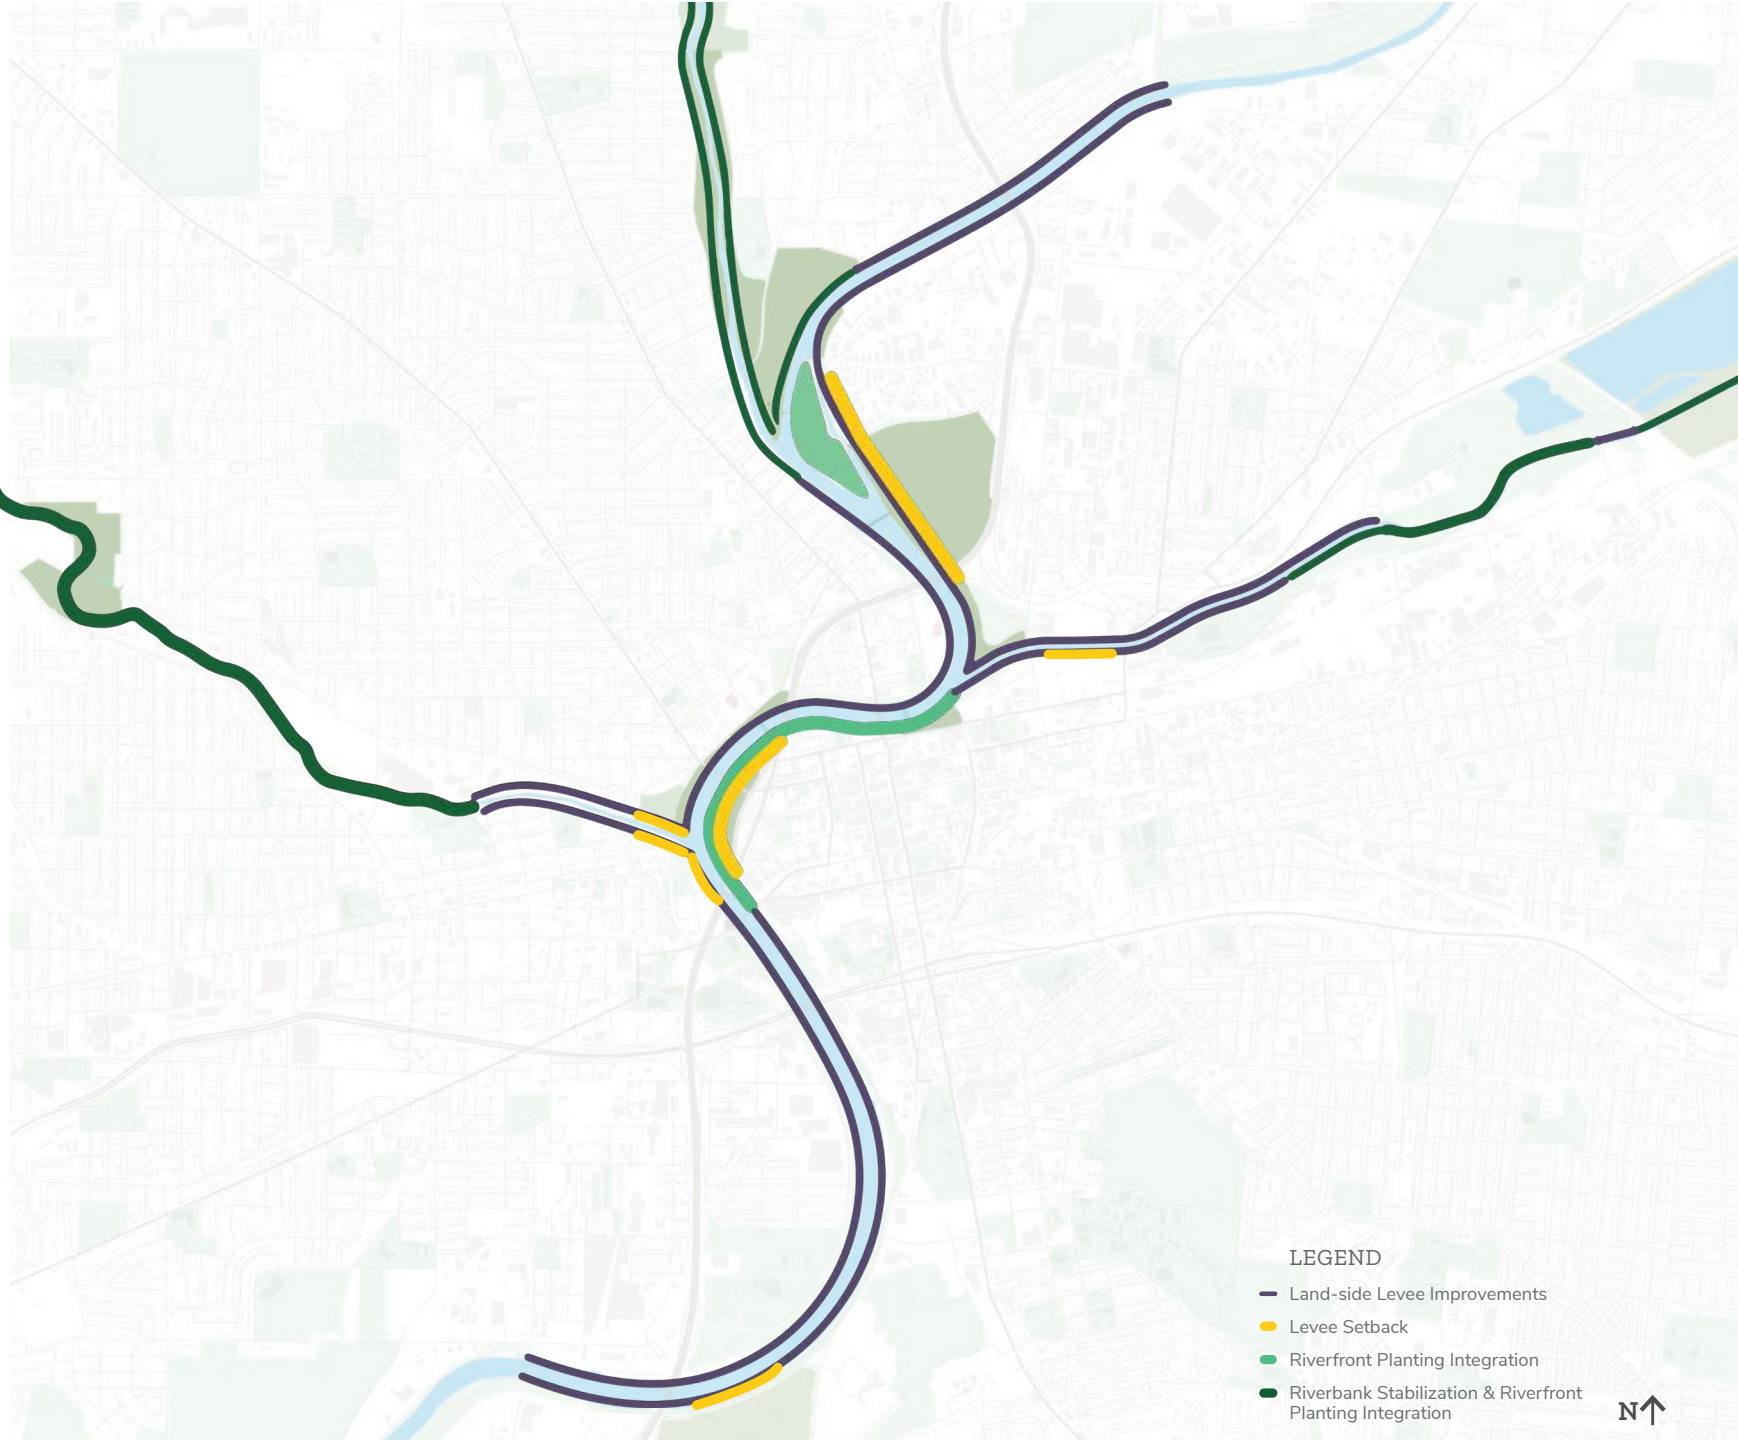 LEGEND
Land-side Levee Improvements
Levee Setback
Riverfront Planting Integration
Riverbank Stabilization & Riverfront
Planting Integration
N